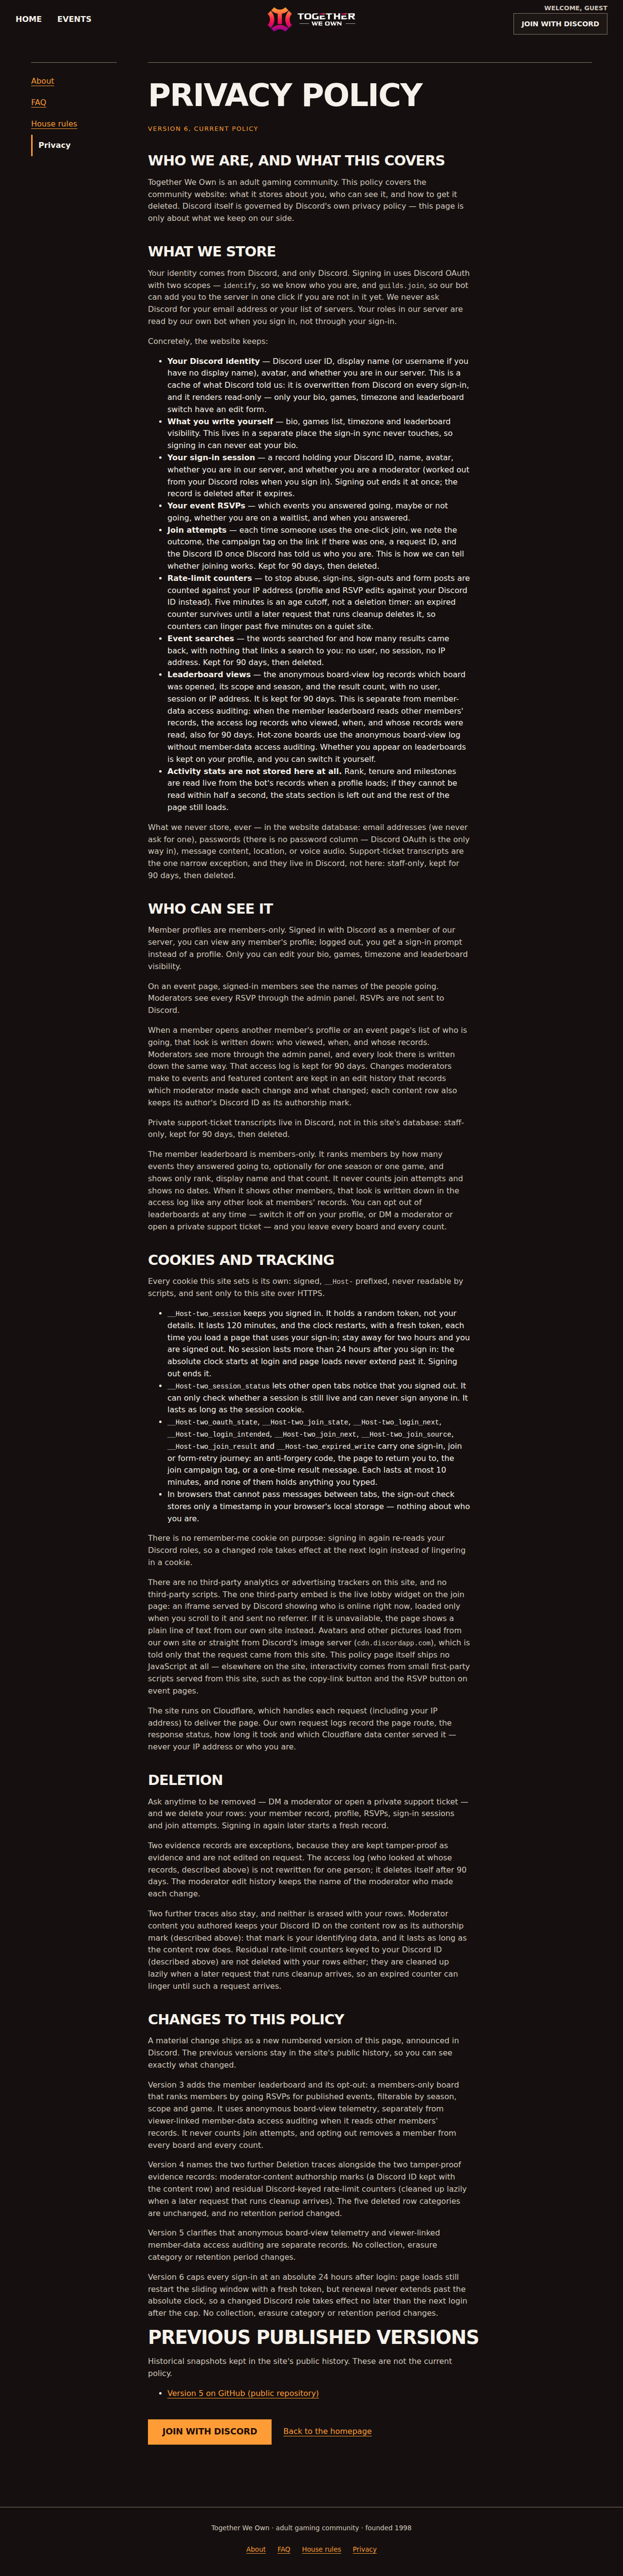 HOME EVENTS
TOGETHER
WE OWN
WELCOME, GUEST
JOIN WITH DISCORD
About
FAQ
House rules
Privacy
PRIVACY POLICY
VERSION 6, CURRENT POLICY
WHO WE ARE, AND WHAT THIS COVERS
Together We Own is an adult gaming community. This policy covers the
community website: what it stores about you, who can see it, and how to get it
deleted. Discord itself is governed by Discord's own privacy policy — this page is
only about what we keep on our side.
WHAT WE STORE
Your identity comes from Discord, and only Discord. Signing in uses Discord OAuth
with two scopes — identify, so we know who you are, and guilds.join, so our bot
can add you to the server in one click if you are not in it yet. We never ask
Discord for your email address or your list of servers. Your roles in our server are
read by our own bot when you sign in, not through your sign-in.
Concretely, the website keeps:
• Your Discord identity — Discord user ID, display name (or username if you
have no display name), avatar, and whether you are in our server. This is a
cache of what Discord told us: it is overwritten from Discord on every sign-in,
and it renders read-only — only your bio, games, timezone and leaderboard
switch have an edit form.
• What you write yourself — bio, games list, timezone and leaderboard
visibility. This lives in a separate place the sign-in sync never touches, so
signing in can never eat your bio.
• Your sign-in session — a record holding your Discord ID, name, avatar,
whether you are in our server, and whether you are a moderator (worked out
from your Discord roles when you sign in). Signing out ends it at once; the
record is deleted after it expires.
• Your event RSVPs — which events you answered going, maybe or not
going, whether you are on a waitlist, and when you answered.
• Join attempts — each time someone uses the one-click join, we note the
outcome, the campaign tag on the link if there was one, a request ID, and
the Discord ID once Discord has told us who you are. This is how we can tell
whether joining works. Kept for 90 days, then deleted.
• Rate-limit counters — to stop abuse, sign-ins, sign-outs and form posts are
counted against your IP address (profile and RSVP edits against your Discord
ID instead). Five minutes is an age cutoff, not a deletion timer: an expired
counter survives until a later request that runs cleanup deletes it, so
counters can linger past five minutes on a quiet site.
• Event searches — the words searched for and how many results came
back, with nothing that links a search to you: no user, no session, no IP
address. Kept for 90 days, then deleted.
• Leaderboard views — the anonymous board-view log records which board
was opened, its scope and season, and the result count, with no user,
session or IP address. It is kept for 90 days. This is separate from member-
data access auditing: when the member leaderboard reads other members'
records, the access log records who viewed, when, and whose records were
read, also for 90 days. Hot-zone boards use the anonymous board-view log
without member-data access auditing. Whether you appear on leaderboards
is kept on your profile, and you can switch it yourself.
• Activity stats are not stored here at all. Rank, tenure and milestones
are read live from the bot's records when a profile loads; if they cannot be
read within half a second, the stats section is left out and the rest of the
page still loads.
What we never store, ever — in the website database: email addresses (we never
ask for one), passwords (there is no password column — Discord OAuth is the only
way in), message content, location, or voice audio. Support-ticket transcripts are
the one narrow exception, and they live in Discord, not here: staff-only, kept for
90 days, then deleted.
WHO CAN SEE IT
Member profiles are members-only. Signed in with Discord as a member of our
server, you can view any member's profile; logged out, you get a sign-in prompt
instead of a profile. Only you can edit your bio, games, timezone and leaderboard
visibility.
On an event page, signed-in members see the names of the people going.
Moderators see every RSVP through the admin panel. RSVPs are not sent to
Discord.
When a member opens another member's profile or an event page's list of who is
going, that look is written down: who viewed, when, and whose records.
Moderators see more through the admin panel, and every look there is written
down the same way. That access log is kept for 90 days. Changes moderators
make to events and featured content are kept in an edit history that records
which moderator made each change and what changed; each content row also
keeps its author's Discord ID as its authorship mark.
Private support-ticket transcripts live in Discord, not in this site's database: staff-
only, kept for 90 days, then deleted.
The member leaderboard is members-only. It ranks members by how many
events they answered going to, optionally for one season or one game, and
shows only rank, display name and that count. It never counts join attempts and
shows no dates. When it shows other members, that look is written down in the
access log like any other look at members' records. You can opt out of
leaderboards at any time — switch it off on your profile, or DM a moderator or
open a private support ticket — and you leave every board and every count.
COOKIES AND TRACKING
Every cookie this site sets is its own: signed, __Host- prefixed, never readable by
scripts, and sent only to this site over HTTPS.
• __Host-two_session keeps you signed in. It holds a random token, not your
details. It lasts 120 minutes, and the clock restarts, with a fresh token, each
time you load a page that uses your sign-in; stay away for two hours and you
are signed out. No session lasts more than 24 hours after you sign in: the
absolute clock starts at login and page loads never extend past it. Signing
out ends it.
• __Host-two_session_status lets other open tabs notice that you signed out. It
can only check whether a session is still live and can never sign anyone in. It
lasts as long as the session cookie.
• __Host-two_oauth_state, __Host-two_join_state, __Host-two_login_next,
__Host-two_login_intended, __Host-two_join_next, __Host-two_join_source,
__Host-two_join_result and __Host-two_expired_write carry one sign-in, join
or form-retry journey: an anti-forgery code, the page to return you to, the
join campaign tag, or a one-time result message. Each lasts at most 10
minutes, and none of them holds anything you typed.
• In browsers that cannot pass messages between tabs, the sign-out check
stores only a timestamp in your browser's local storage — nothing about who
you are.
There is no remember-me cookie on purpose: signing in again re-reads your
Discord roles, so a changed role takes effect at the next login instead of lingering
in a cookie.
There are no third-party analytics or advertising trackers on this site, and no
third-party scripts. The one third-party embed is the live lobby widget on the join
page: an iframe served by Discord showing who is online right now, loaded only
when you scroll to it and sent no referrer. If it is unavailable, the page shows a
plain line of text from our own site instead. Avatars and other pictures load from
our own site or straight from Discord's image server (cdn.discordapp.com), which is
told only that the request came from this site. This policy page itself ships no
JavaScript at all — elsewhere on the site, interactivity comes from small first-party
scripts served from this site, such as the copy-link button and the RSVP button on
event pages.
The site runs on Cloudflare, which handles each request (including your IP
address) to deliver the page. Our own request logs record the page route, the
response status, how long it took and which Cloudflare data center served it —
never your IP address or who you are.
DELETION
Ask anytime to be removed — DM a moderator or open a private support ticket —
and we delete your rows: your member record, profile, RSVPs, sign-in sessions
and join attempts. Signing in again later starts a fresh record.
Two evidence records are exceptions, because they are kept tamper-proof as
evidence and are not edited on request. The access log (who looked at whose
records, described above) is not rewritten for one person; it deletes itself after 90
days. The moderator edit history keeps the name of the moderator who made
each change.
Two further traces also stay, and neither is erased with your rows. Moderator
content you authored keeps your Discord ID on the content row as its authorship
mark (described above): that mark is your identifying data, and it lasts as long as
the content row does. Residual rate-limit counters keyed to your Discord ID
(described above) are not deleted with your rows either; they are cleaned up
lazily when a later request that runs cleanup arrives, so an expired counter can
linger until such a request arrives.
CHANGES TO THIS POLICY
A material change ships as a new numbered version of this page, announced in
Discord. The previous versions stay in the site's public history, so you can see
exactly what changed.
Version 3 adds the member leaderboard and its opt-out: a members-only board
that ranks members by going RSVPs for published events, filterable by season,
scope and game. It uses anonymous board-view telemetry, separately from
viewer-linked member-data access auditing when it reads other members'
records. It never counts join attempts, and opting out removes a member from
every board and every count.
Version 4 names the two further Deletion traces alongside the two tamper-proof
evidence records: moderator-content authorship marks (a Discord ID kept with
the content row) and residual Discord-keyed rate-limit counters (cleaned up lazily
when a later request that runs cleanup arrives). The five deleted row categories
are unchanged, and no retention period changed.
Version 5 clarifies that anonymous board-view telemetry and viewer-linked
member-data access auditing are separate records. No collection, erasure
category or retention period changes.
Version 6 caps every sign-in at an absolute 24 hours after login: page loads still
restart the sliding window with a fresh token, but renewal never extends past the
absolute clock, so a changed Discord role takes effect no later than the next login
after the cap. No collection, erasure category or retention period changes.
PREVIOUS PUBLISHED VERSIONS
Historical snapshots kept in the site's public history. These are not the current
policy.
• Version 5 on GitHub (public repository)
JOIN WITH DISCORD Back to the homepage
Together We Own · adult gaming community · founded 1998
About FAQ House rules Privacy